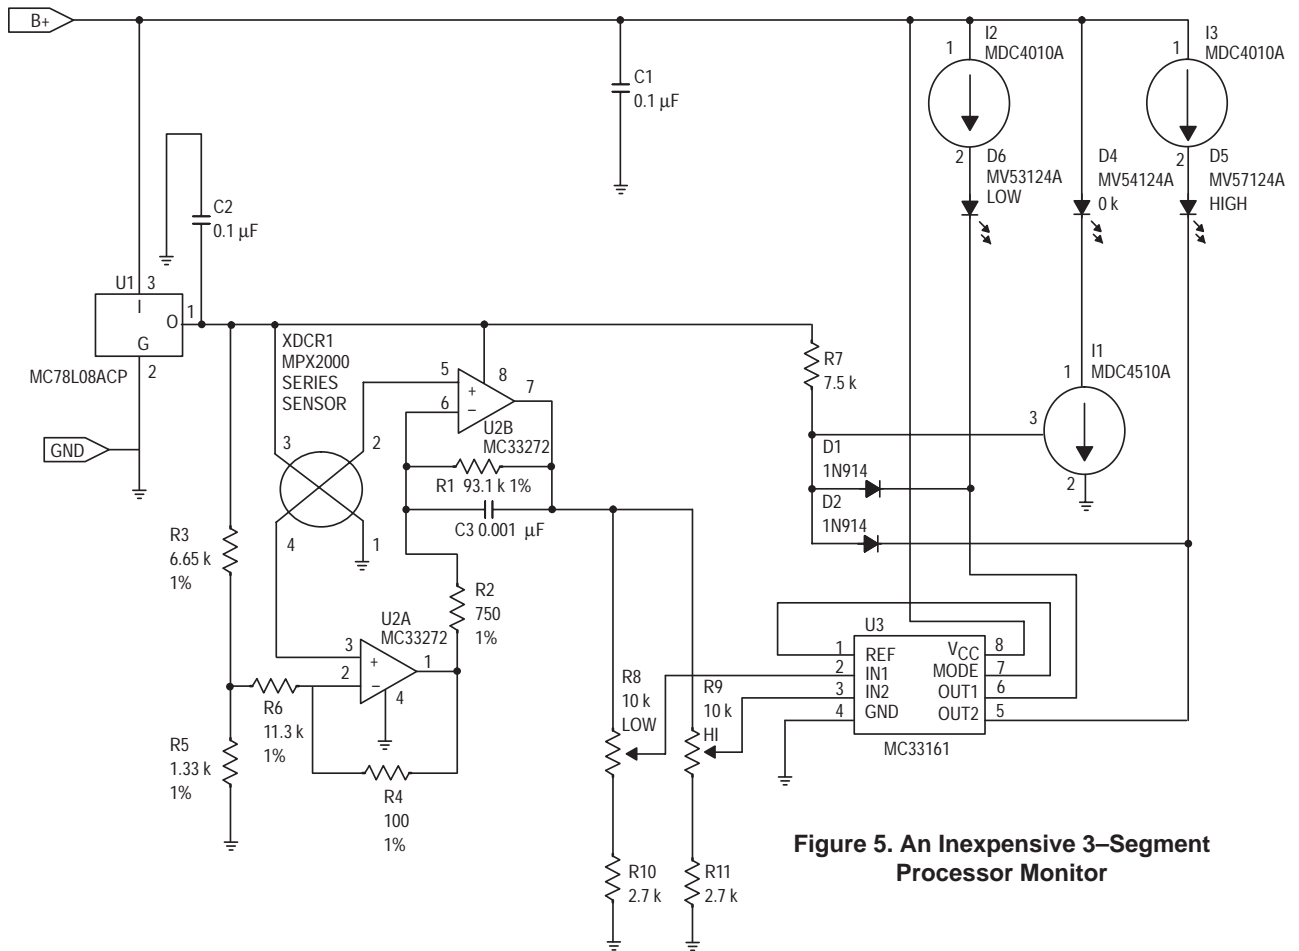 B+
I2
MDC4010A
1
2
I3
MDC4010A
1
2
C1
0.1 µF
D6
MV53124A
LOW
D4
MV54124A
0 k
D5
MV57124A
HIGH
C2
0.1 µF
U1
3
I
O
1
G
2
MC78L08ACP
GND
XDCR1
MPX2000
SERIES
SENSOR
3
2
4
1
5
6
+
−
8
7
U2B
MC33272
R1 93.1 k 1%
C3 0.001 µF
R7
7.5 k
I1
MDC4510A
1
3
2
D1
1N914
D2
1N914
R3
6.65 k
1%
R2
750
1%
U2A
MC33272
3
2
+
−
1
4
R6
11.3 k
1%
R5
1.33 k
1%
R4
100
1%
R8
10 k
LOW
R9
10 k
HI
U3
1 REF VCC 8
2 IN1 MODE 7
3 IN2 OUT1 6
4 GND OUT2 5
MC33161
R10
2.7 k
R11
2.7 k
Figure 5. An Inexpensive 3–Segment
Processor Monitor